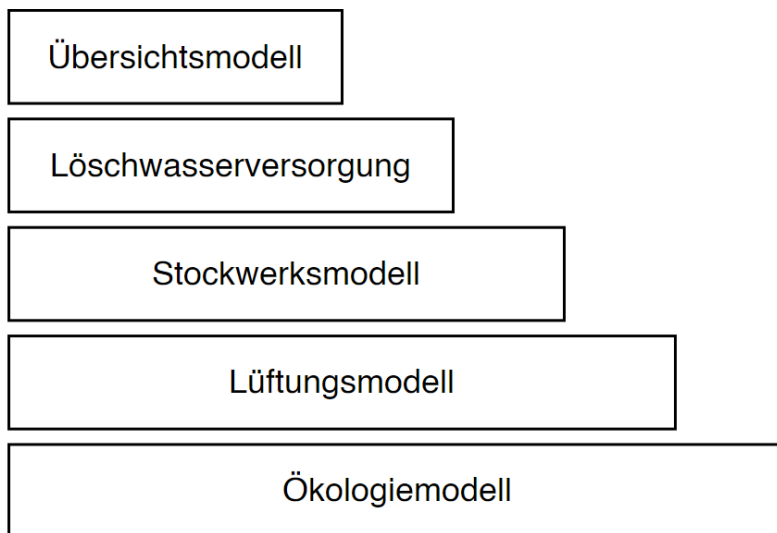 Übersichtsmodell
Löschwasserversorgung
Stockwerksmodell
Lüftungsmodell
Ökologiemodell